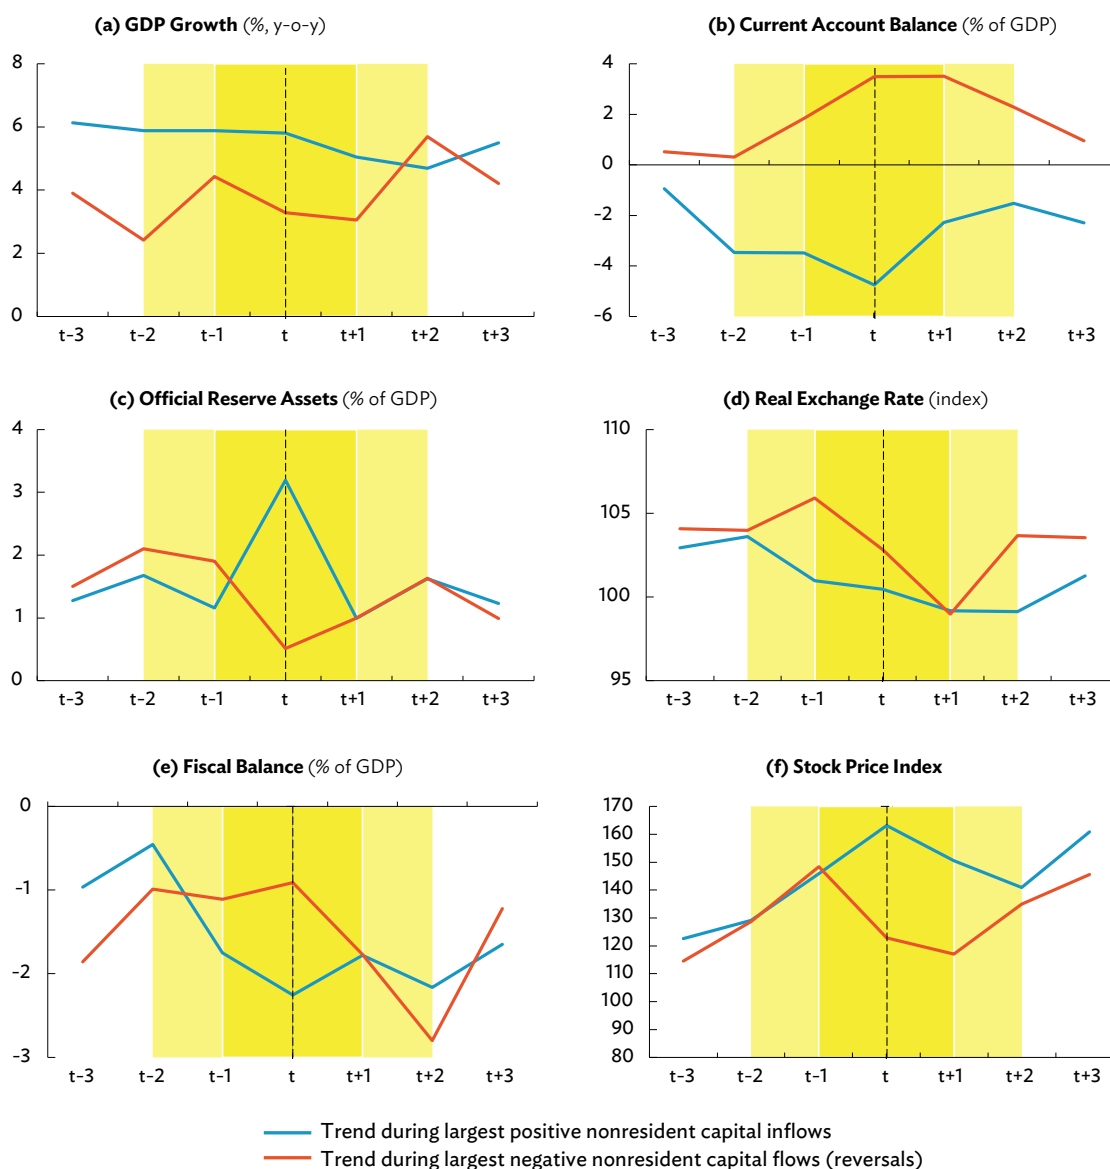 (a) GDP Growth (%, y-o-y)
8
6
4
2
0
t-3 t-2 t-1 t t+1 t+2 t+3
(b) Current Account Balance (% of GDP)
4
2
0
-2
-4
-6
t-3 t-2 t-1 t t+1 t+2 t+3
(c) Official Reserve Assets (% of GDP)
4
3
2
1
0
t-3 t-2 t-1 t t+1 t+2 t+3
(d) Real Exchange Rate (index)
110
105
100
95
t-3 t-2 t-1 t t+1 t+2 t+3
(e) Fiscal Balance (% of GDP)
0
-1
-2
-3
t-3 t-2 t-1 t t+1 t+2 t+3
(f) Stock Price Index
170
160
150
140
130
120
110
100
90
80
t-3 t-2 t-1 t t+1 t+2 t+3
Trend during largest positive nonresident capital inflows
Trend during largest negative nonresident capital flows (reversals)